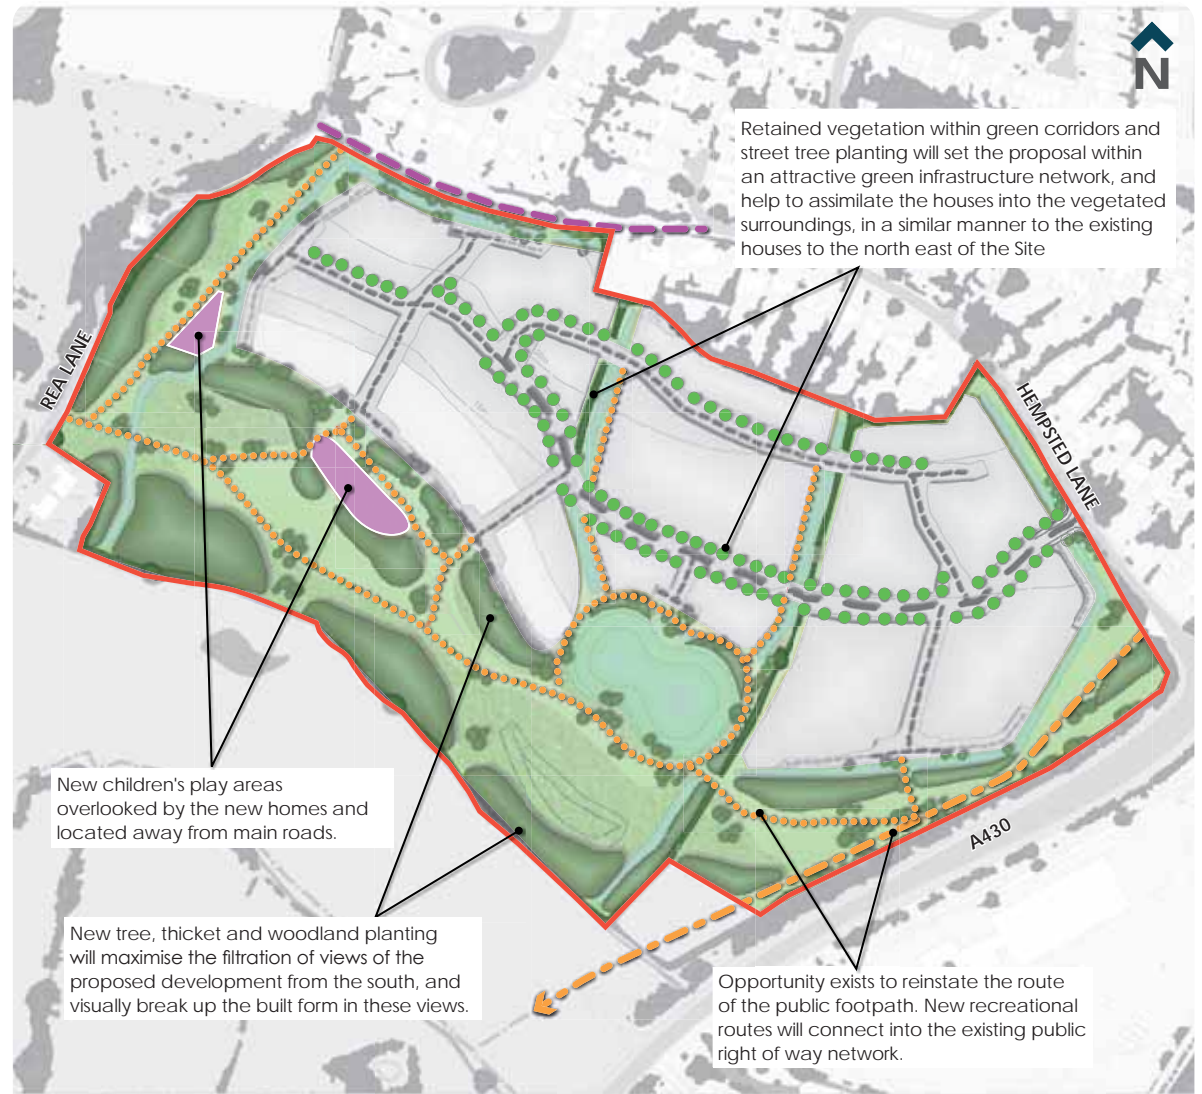 N
Retained vegetation within green corridors and
street tree planting will set the proposal within
an attractive green infrastructure network, and
help to assimilate the houses into the vegetated
surroundings, in a similar manner to the existing
houses to the north east of the Site
REA LANE
HEMPSTED LANE
New children's play areas
overlooked by the new homes and
located away from main roads.
A430
New tree, thicket and woodland planting
will maximise the filtration of views of the
proposed development from the south, and
visually break up the built form in these views.
Opportunity exists to reinstate the route
of the public footpath. New recreational
routes will connect into the existing public
right of way network.